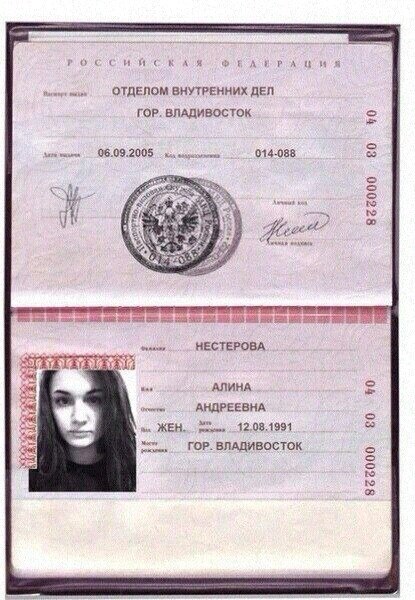 РОССИЙСКАЯ ФЕДЕРАЦИЯ
Паспорт выдан ОТДЕЛОМ ВНУТРЕННИХ ДЕЛ
ГОР. ВЛАДИВОСТОК
Дата выдачи 06.09.2005 Код подразделения 014-088
Личный код
Личная подпись
04 03 000228
Фамилия НЕСТЕРОВА
Имя АЛИНА
Отчество АНДРЕЕВНА
Пол ЖЕН. Дата рождения 12.08.1991
Место рождения ГОР. ВЛАДИВОСТОК
04 03 000228